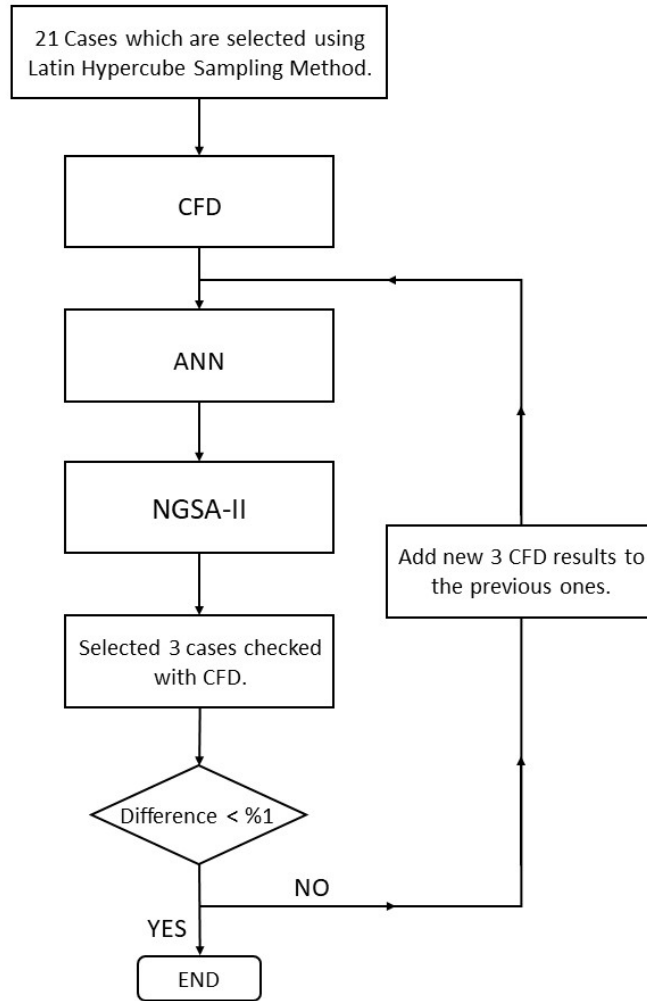 21 Cases which are selected using
Latin Hypercube Sampling Method.
CFD
ANN
NGSA-II
Add new 3 CFD results to
the previous ones.
Selected 3 cases checked
with CFD.
Difference < %1
NO
YES
END